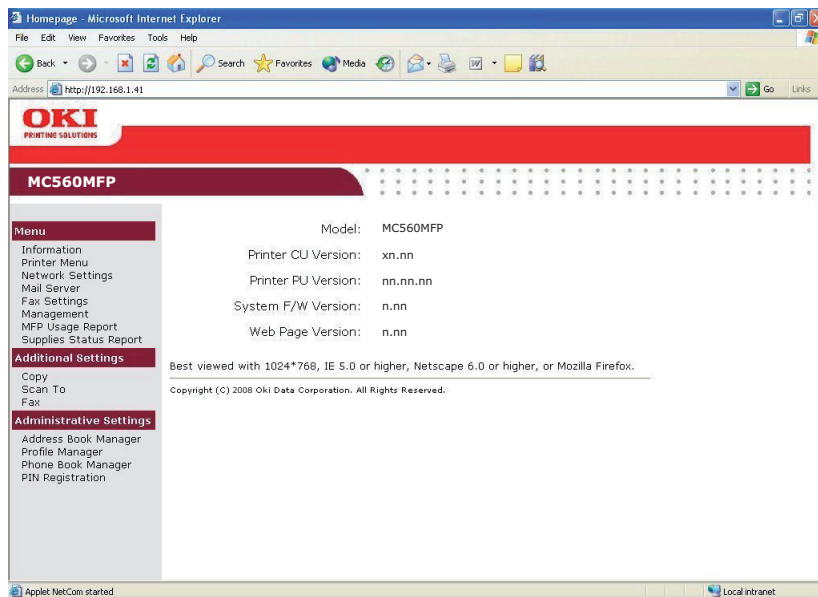 Homepage - Microsoft Internet Explorer
File Edit View Favorites Tools Help
Back Search Favorites Media
Address http://192.168.1.41 Go Links
OKI
PRINTING SOLUTIONS
MC560MFP
Menu
Information
Printer Menu
Network Settings
Mail Server
Fax Settings
Management
MFP Usage Report
Supplies Status Report
Additional Settings
Copy
Scan To
Fax
Administrative Settings
Address Book Manager
Profile Manager
Phone Book Manager
PIN Registration
Model: MC560MFP
Printer CU Version: xn.nn
Printer PU Version: nn.nn.nn
System F/W Version: n.nn
Web Page Version: n.nn
Best viewed with 1024*768, IE 5.0 or higher, Netscape 6.0 or higher, or Mozilla Firefox.
Copyright (C) 2008 Oki Data Corporation. All Rights Reserved.
Applet NetCom started Local intranet